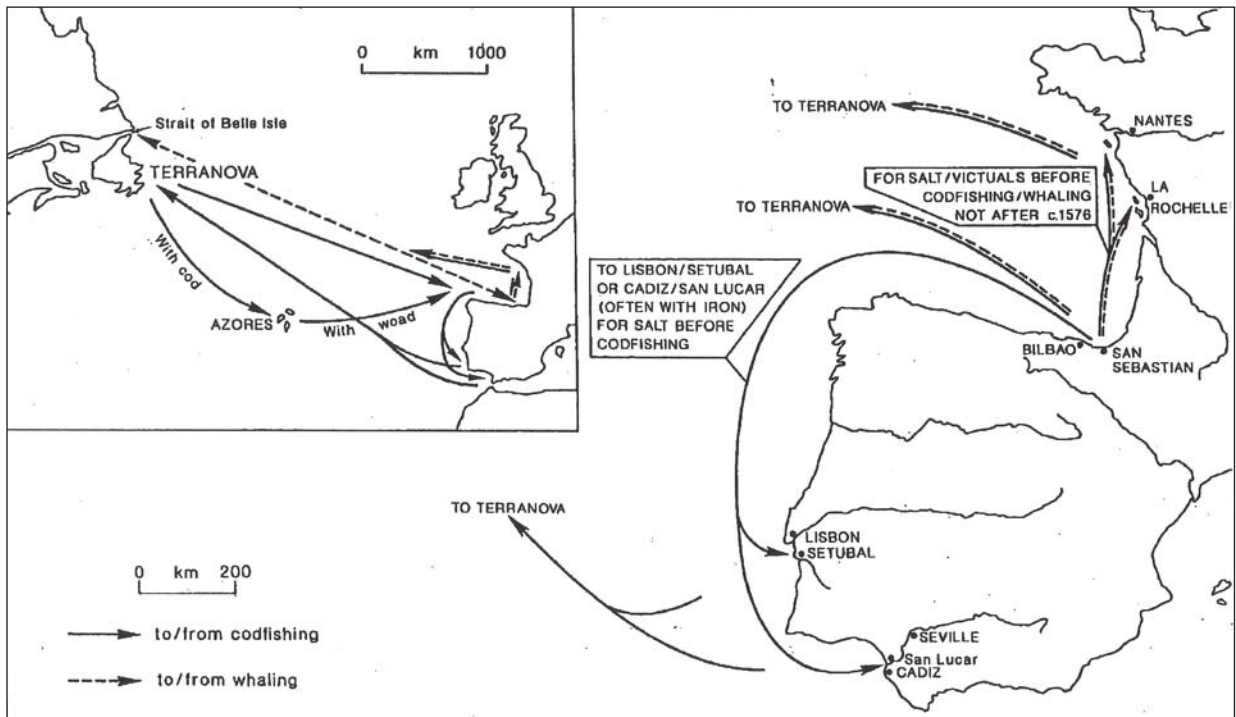 0 km 1000
Strait of Belle Isle
TERRANOVA
With cod
AZORES
With woad
TO TERRANOVA
NANTES
FOR SALT/VICTUALS BEFORE
CODFISHING/WHALING
NOT AFTER c.1576
LA
ROCHELLE
TO TERRANOVA
TO LISBON/SETUBAL
OR CADIZ/SAN LUCAR
(OFTEN WITH IRON)
FOR SALT BEFORE
CODFISHING
BILBAO
SAN
SEBASTIAN
TO TERRANOVA
LISBON
SETUBAL
0 km 200
SEVILLE
San Lucar
CADIZ
to/from codfishing
to/from whaling